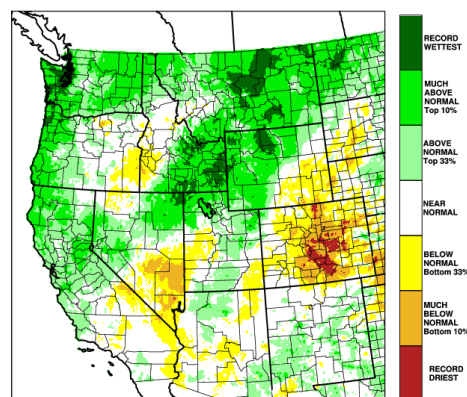 RECORD
WETTEST
MUCH
ABOVE
NORMAL
Top 10%
ABOVE
NORMAL
Top 33%
NEAR
NORMAL
BELOW
NORMAL
Bottom 33%
MUCH
BELOW
NORMAL
Bottom 10%
RECORD
DRIEST